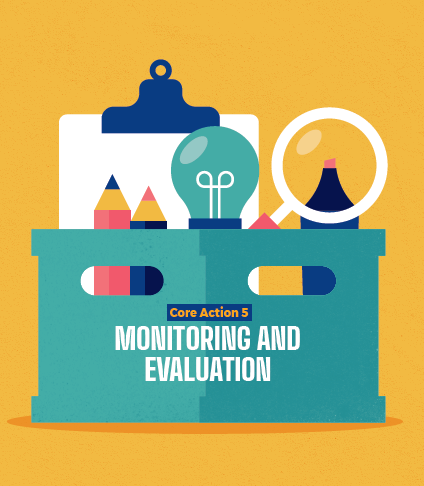 Core Action 5
MONITORING AND
EVALUATION